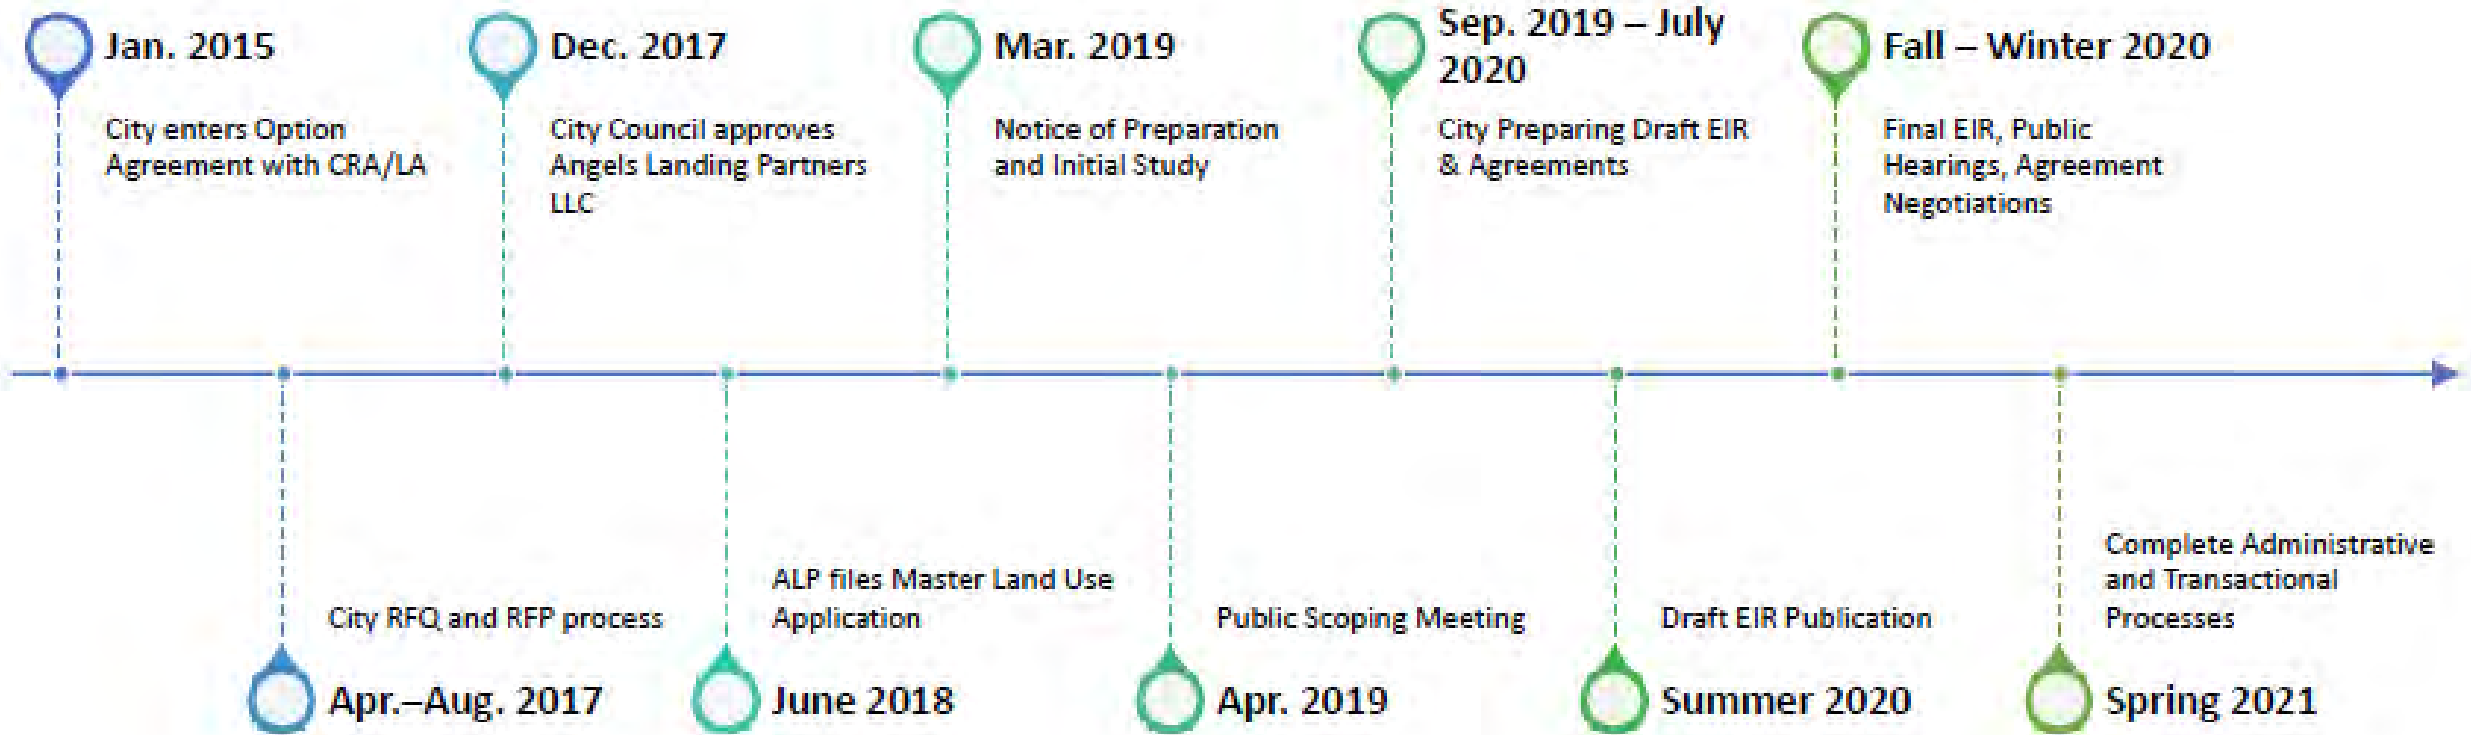 Jan. 2015
City enters Option
Agreement with CRA/LA
Dec. 2017
City Council approves
Angels Landing Partners
LLC
Mar. 2019
Notice of Preparation
and Initial Study
Sep. 2019 – July
2020
City Preparing Draft EIR
& Agreements
Fall – Winter 2020
Final EIR, Public
Hearings, Agreement
Negotiations
City RFQ and RFP process
Apr.–Aug. 2017
ALP files Master Land Use
Application
June 2018
Public Scoping Meeting
Apr. 2019
Draft EIR Publication
Summer 2020
Complete Administrative
and Transactional
Processes
Spring 2021